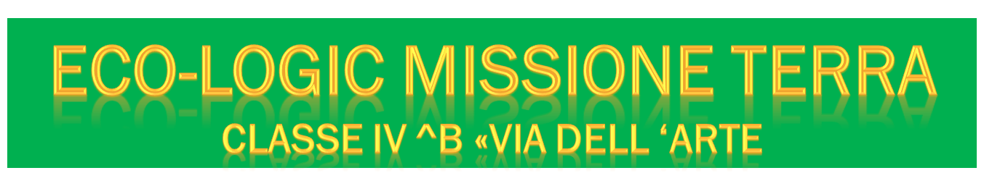 ECO-LOGIC MISSIONE TERRA
CLASSE IV ^B «VIA DELL ‘ARTE